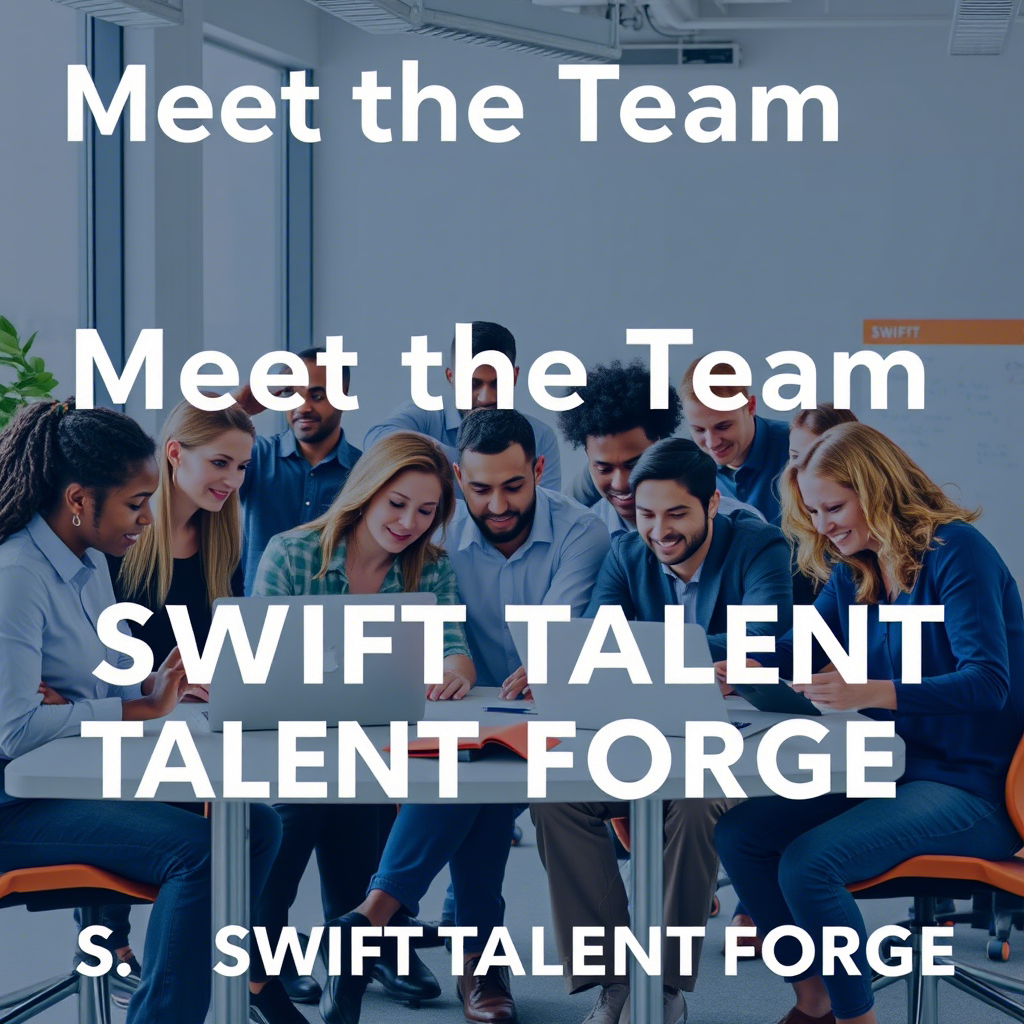 Meet the Team
SWIFT
Meet the Team
SWIFT TALENT
TALENT FORGE
S. SWIFT TALENT FORGE